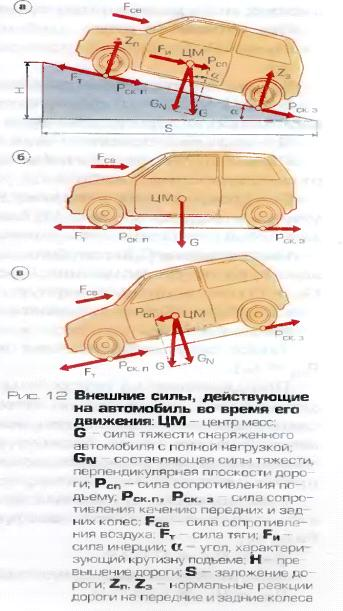 а
Fсв
Zп
Fи
ЦМ
Pсп
Zз
α
H
Fт
Pск.п
GN
G
α
Pск.з
S
б
Fсв
ЦМ
Fт
Pск.п
G
Pск.з
в
Fсв
Pсп
ЦМ
Pск.з
Fт
Pск.п
G
GN
Рис. 12 Внешние силы, действующие
на автомобиль во время его
движения: ЦМ – центр масс;
G – сила тяжести снаряженного
автомобиля с полной нагрузкой;
GN – составляющая силы тяжести,
перпендикулярная плоскости доро-
ги; Pсп – сила сопротивления по-
дъему; Pск.п, Pск.з – сила сопро-
тивления качению передних и зад-
них колес; Fсв – сила сопротивле-
ния воздуха; Fт – сила тяги; Fи –
сила инерции; α – угол, характери-
зующий крутизну подъема; H – пре-
вышение дороги; S – заложение до-
роги; Zп, Zз – нормальные реакции
дороги на передние и задние колеса